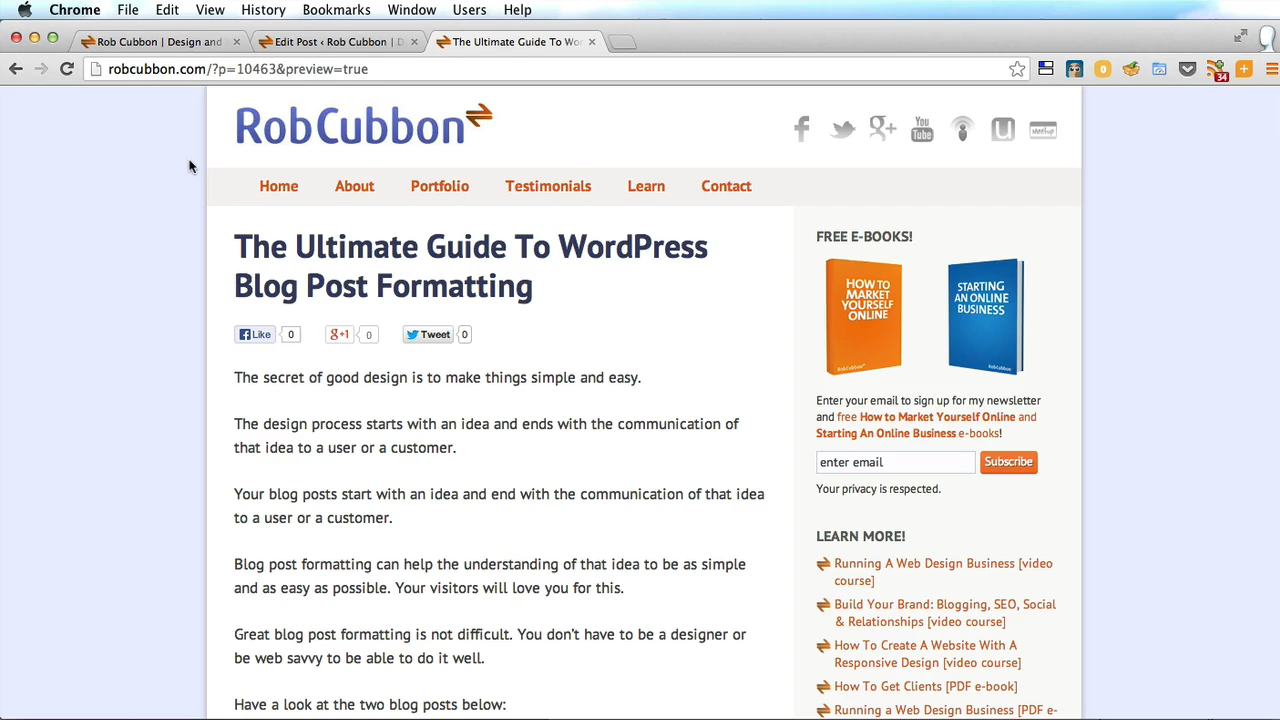 Chrome File Edit View History Bookmarks Window Users Help
Rob Cubbon | Design and
Edit Post ‹ Rob Cubbon | D
The Ultimate Guide To Wor
robcubbon.com/?p=10463&preview=true
34
RobCubbon
You Tube
meetup
Home About Portfolio Testimonials Learn Contact
The Ultimate Guide To WordPress
Blog Post Formatting
Like 0 g+1 0 Tweet 0
The secret of good design is to make things simple and easy.
The design process starts with an idea and ends with the communication of
that idea to a user or a customer.
Your blog posts start with an idea and end with the communication of that idea
to a user or a customer.
Blog post formatting can help the understanding of that idea to be as simple
and as easy as possible. Your visitors will love you for this.
Great blog post formatting is not difficult. You don't have to be a designer or
be web savvy to be able to do it well.
Have a look at the two blog posts below:
FREE E-BOOKS!
HOW TO
MARKET
YOURSELF
ONLINE
RobCubbon
STARTING
AN ONLINE
BUSINESS
RobCubbon
Enter your email to sign up for my newsletter
and free How to Market Yourself Online and
Starting An Online Business e-books!
enter email Subscribe
Your privacy is respected.
LEARN MORE!
Running A Web Design Business [video
course]
Build Your Brand: Blogging, SEO, Social
& Relationships [video course]
How To Create A Website With A
Responsive Design [video course]
How To Get Clients [PDF e-book]
Running a Web Design Business [PDF e-